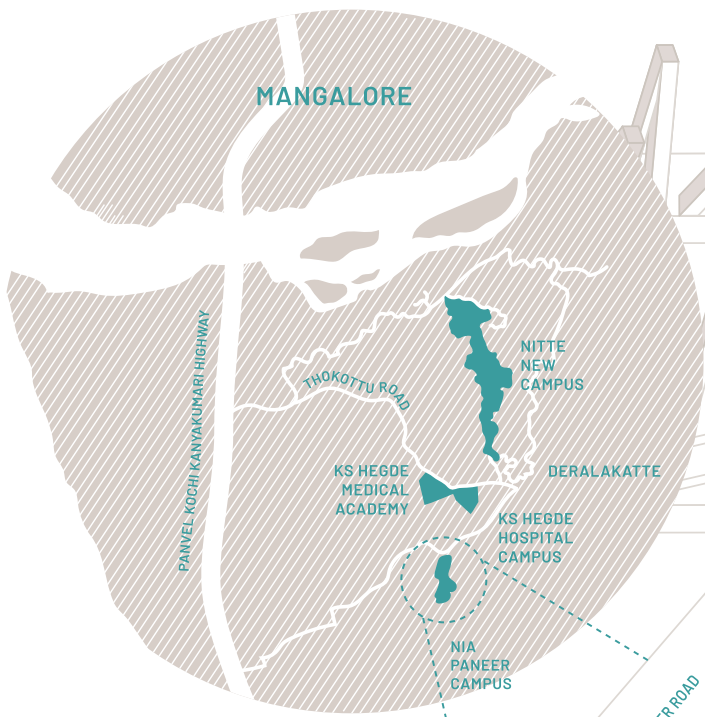 MANGALORE
PANVEL KOCHI KANYAKUMARI HIGHWAY
THOKOTTU ROAD
NITTE
NEW
CAMPUS
DERALAKATTE
KS HEGDE
MEDICAL
ACADEMY
KS HEGDE
HOSPITAL
CAMPUS
NIA
PANEER
CAMPUS
ROAD